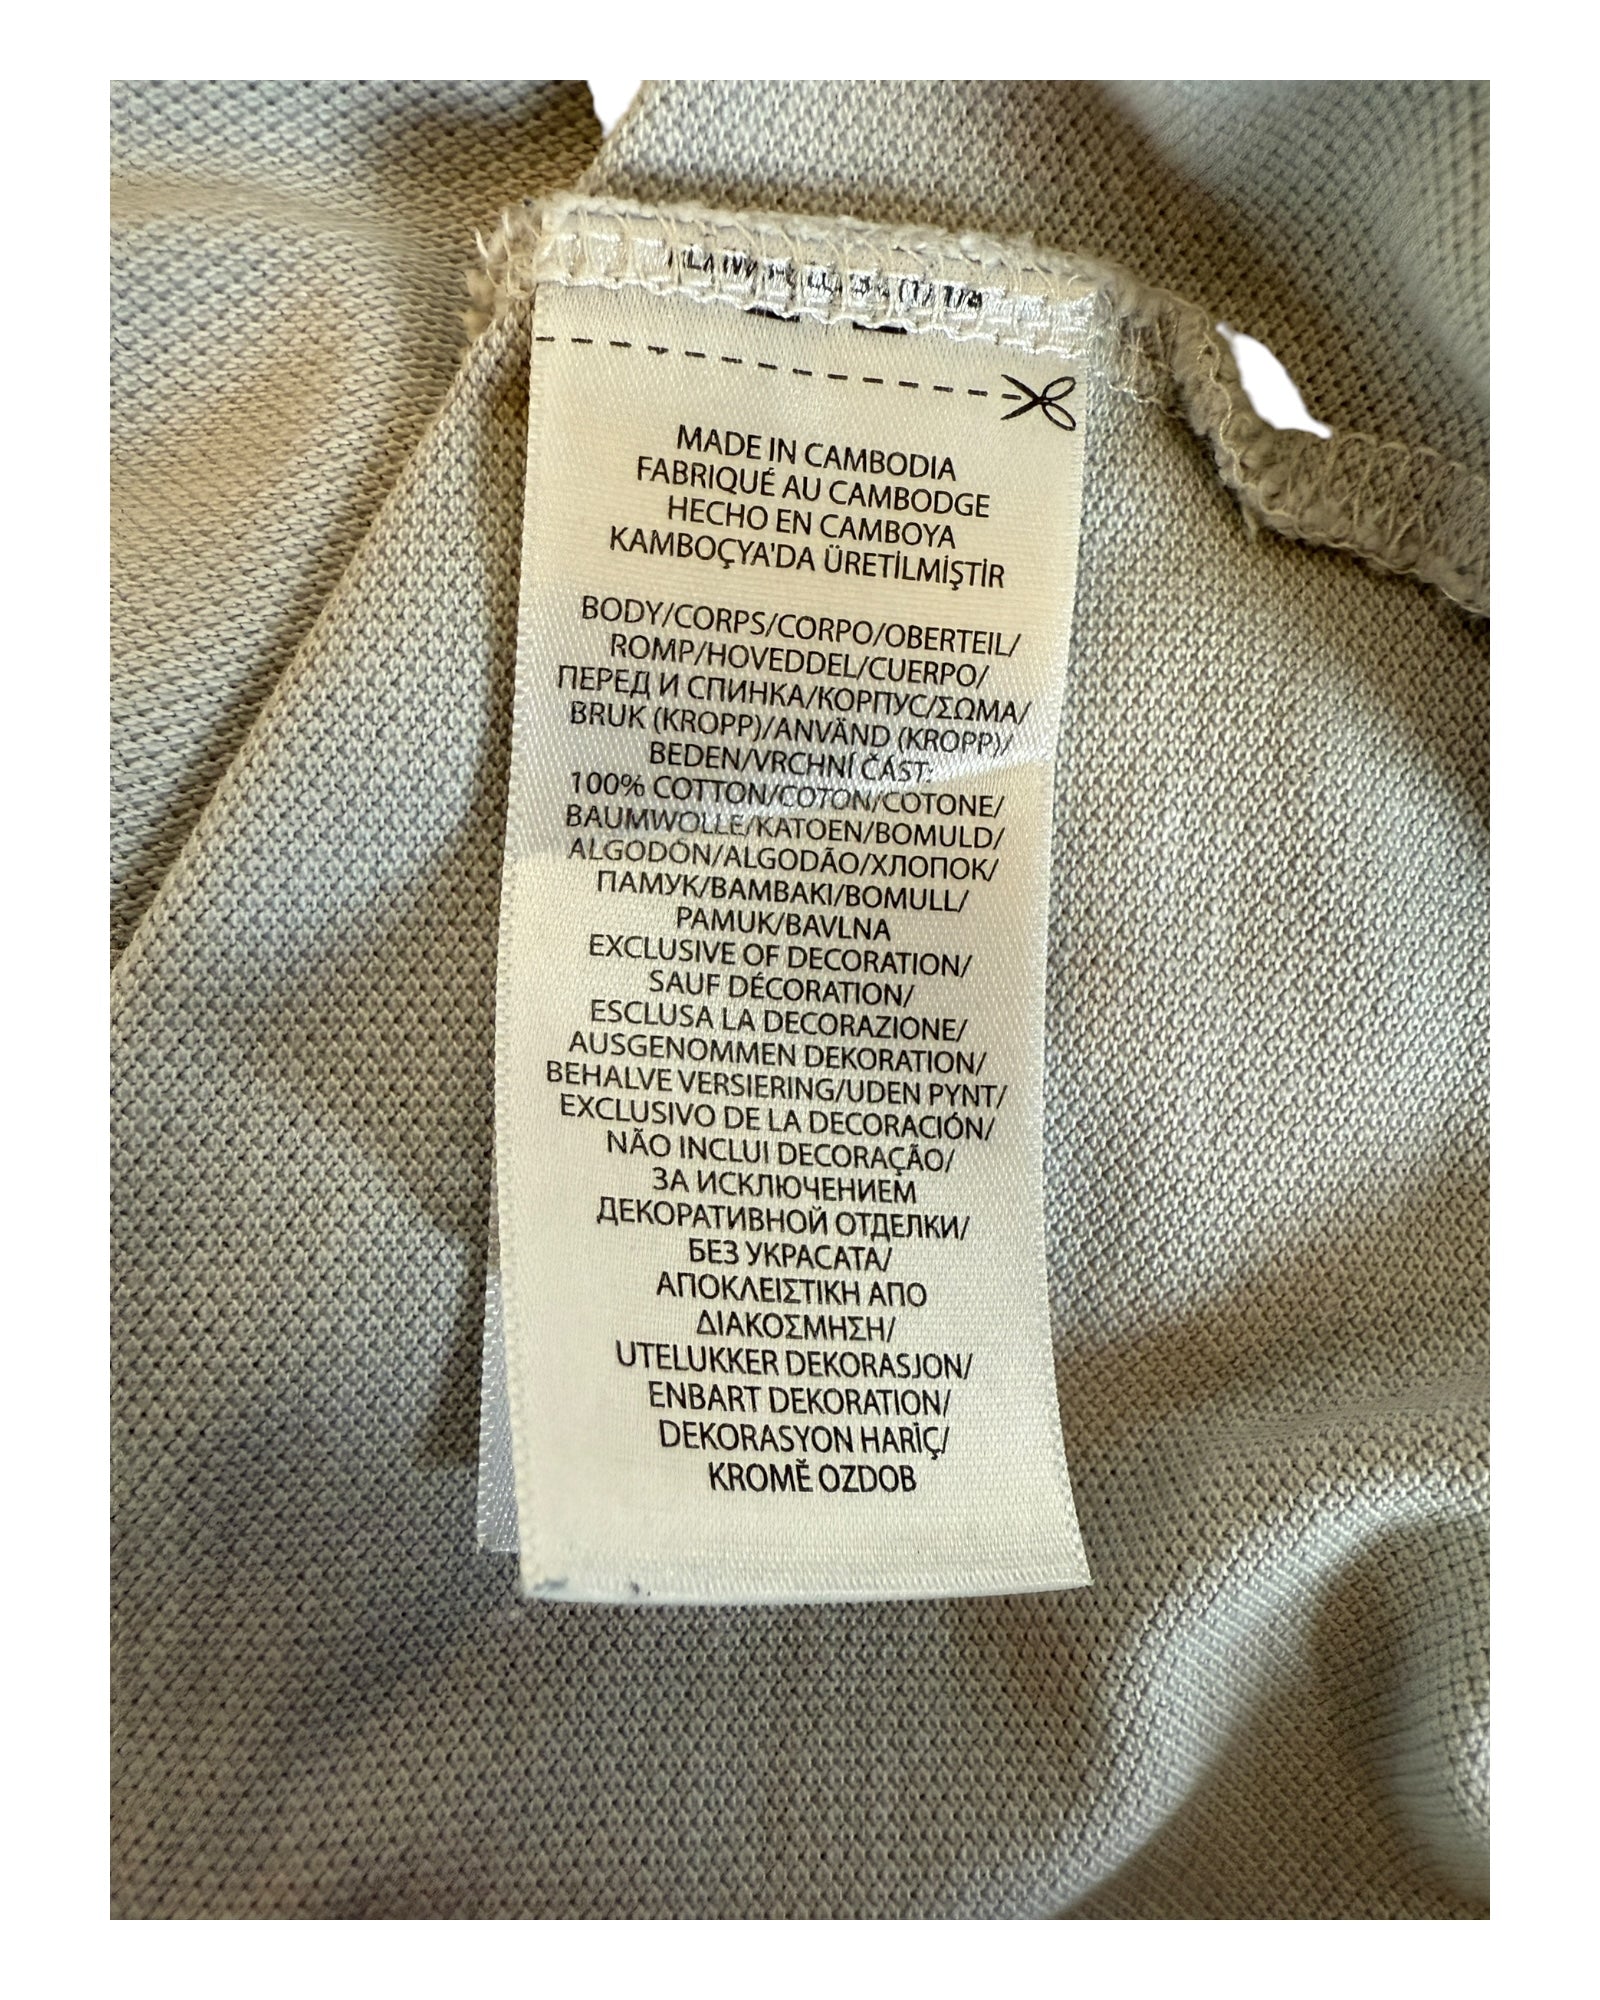 MADE IN CAMBODIA
FABRIQUÉ AU CAMBODGE
HECHO EN CAMBOYA
KAMBOÇYA'DA ÜRETİLMİŞTİR
BODY/CORPS/CORPO/OBERTEIL/
ROMP/HOVEDDEL/CUERPO/
ПЕРЕД И СПИНКА/КОРПУС/ΣΩΜΑ/
BRUK (KROPP)/ANVÄND (KROPP)/
BEDEN/VRCHNÍ ČÁST:
100% COTTON/COTON/COTONE/
BAUMWOLLE/KATOEN/BOMULD/
ALGODÓN/ALGODÃO/ХЛОПОК/
ПАМУК/ΒΑΜΒΑΚΙ/BOMULL/
PAMUK/BAVLNA
EXCLUSIVE OF DECORATION/
SAUF DÉCORATION/
ESCLUSA LA DECORAZIONE/
AUSGENOMMEN DEKORATION/
BEHALVE VERSIERING/UDEN PYNT/
EXCLUSIVO DE LA DECORACIÓN/
NÃO INCLUI DECORAÇÃO/
ЗА ИСКЛЮЧЕНИЕМ
ДЕКОРАТИВНОЙ ОТДЕЛКИ/
БЕЗ УКРАСАТА/
ΑΠΟΚΛΕΙΣΤΙΚΗ ΑΠΟ
ΔΙΑΚΟΣΜΗΣΗ/
UTELUKKER DEKORASJON/
ENBART DEKORATION/
DEKORASYON HARİÇ/
KROMĚ OZDOB